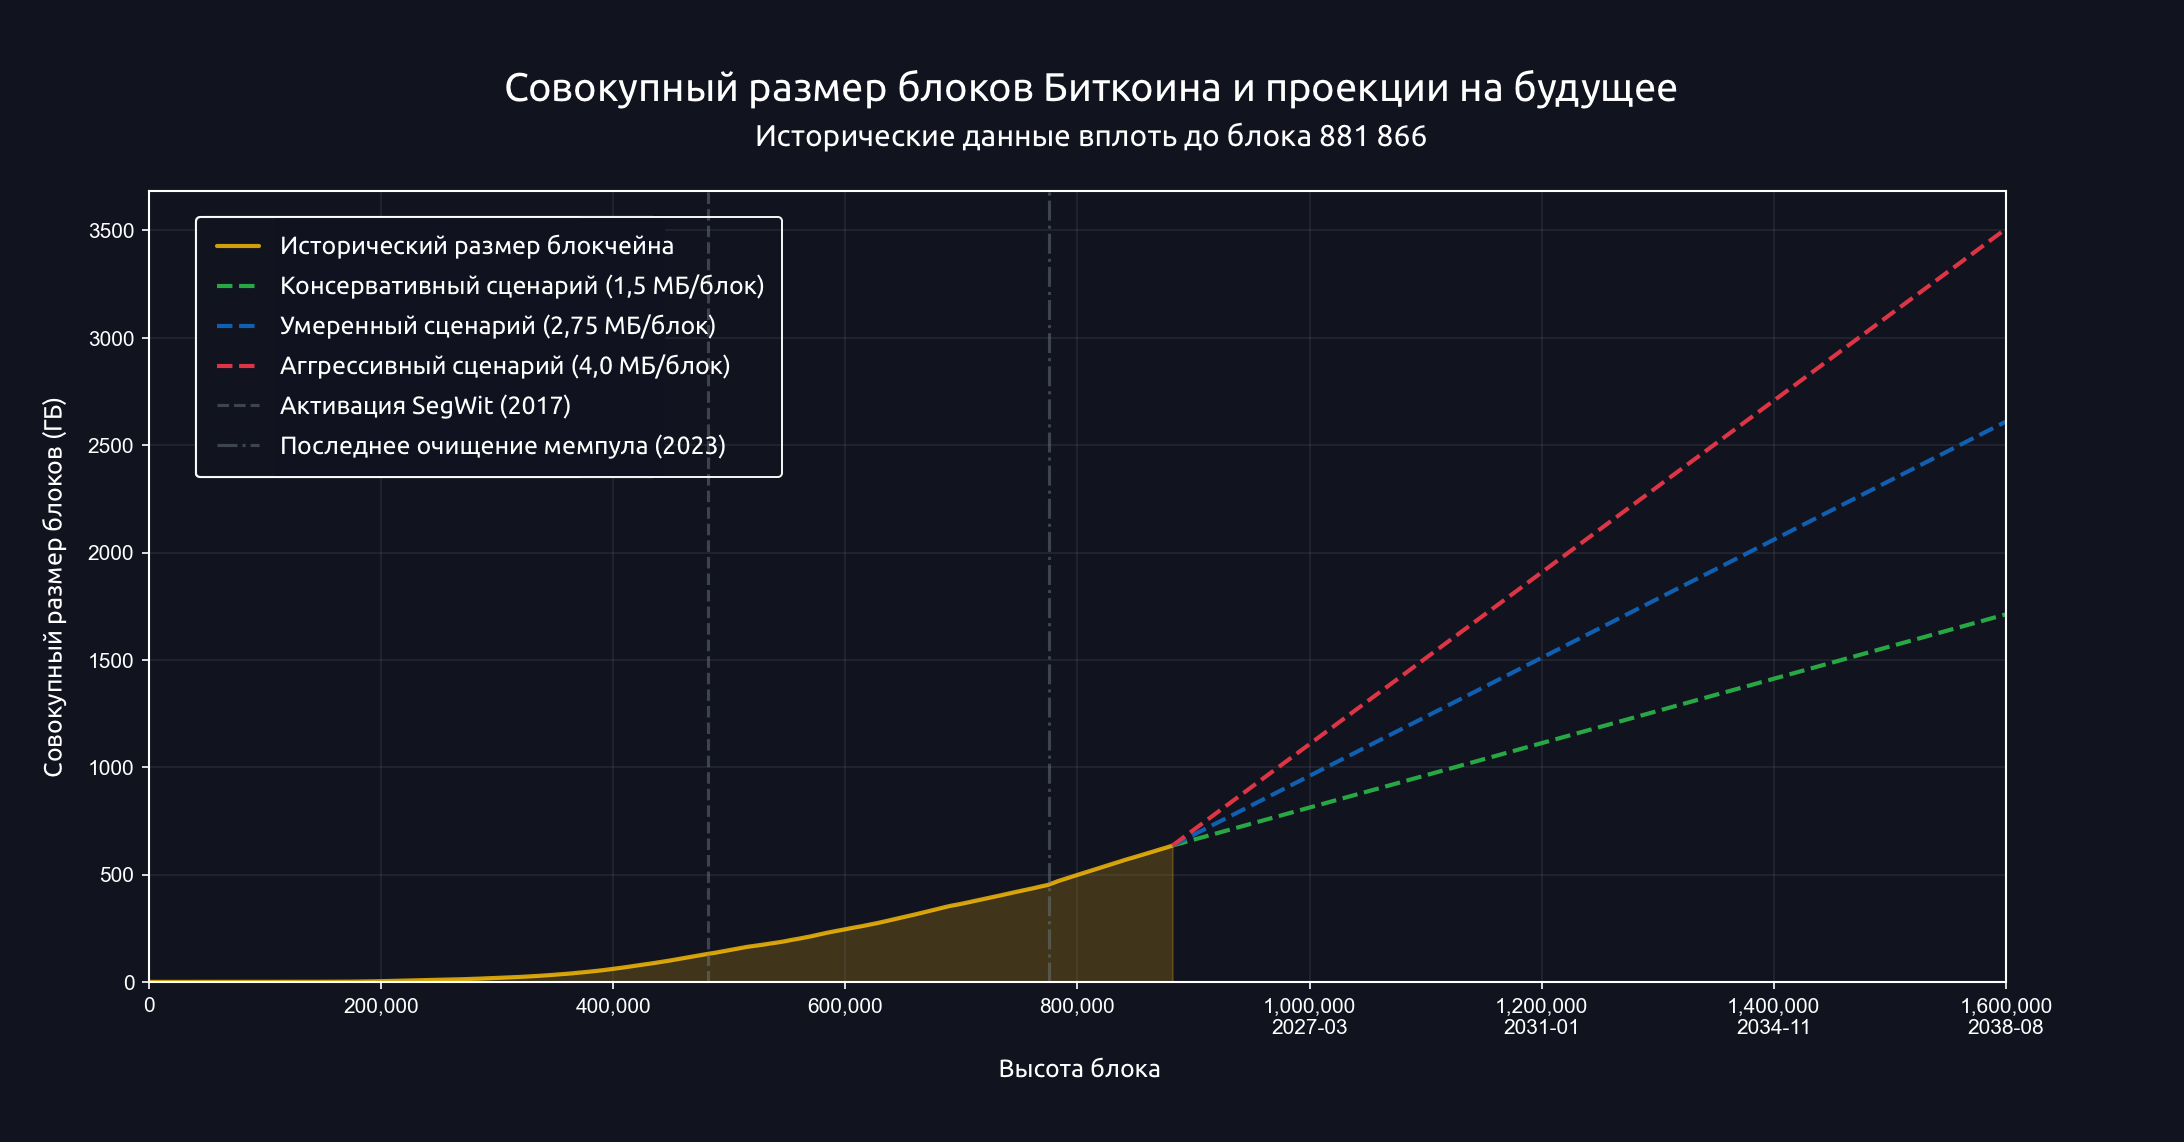 Совокупный размер блоков Биткоина и проекции на будущее
Исторические данные вплоть до блока 881 866
Исторический размер блокчейна
Консервативный сценарий (1,5 МБ/блок)
Умеренный сценарий (2,75 МБ/блок)
Аггрессивный сценарий (4,0 МБ/блок)
Активация SegWit (2017)
Последнее очищение мемпула (2023)
Совокупный размер блоков (ГБ)
3500
3000
2500
2000
1500
1000
500
0
0 200,000 400,000 600,000 800,000 1,000,000 1,200,000 1,400,000 1,600,000
2027-03 2031-01 2034-11 2038-08
Высота блока